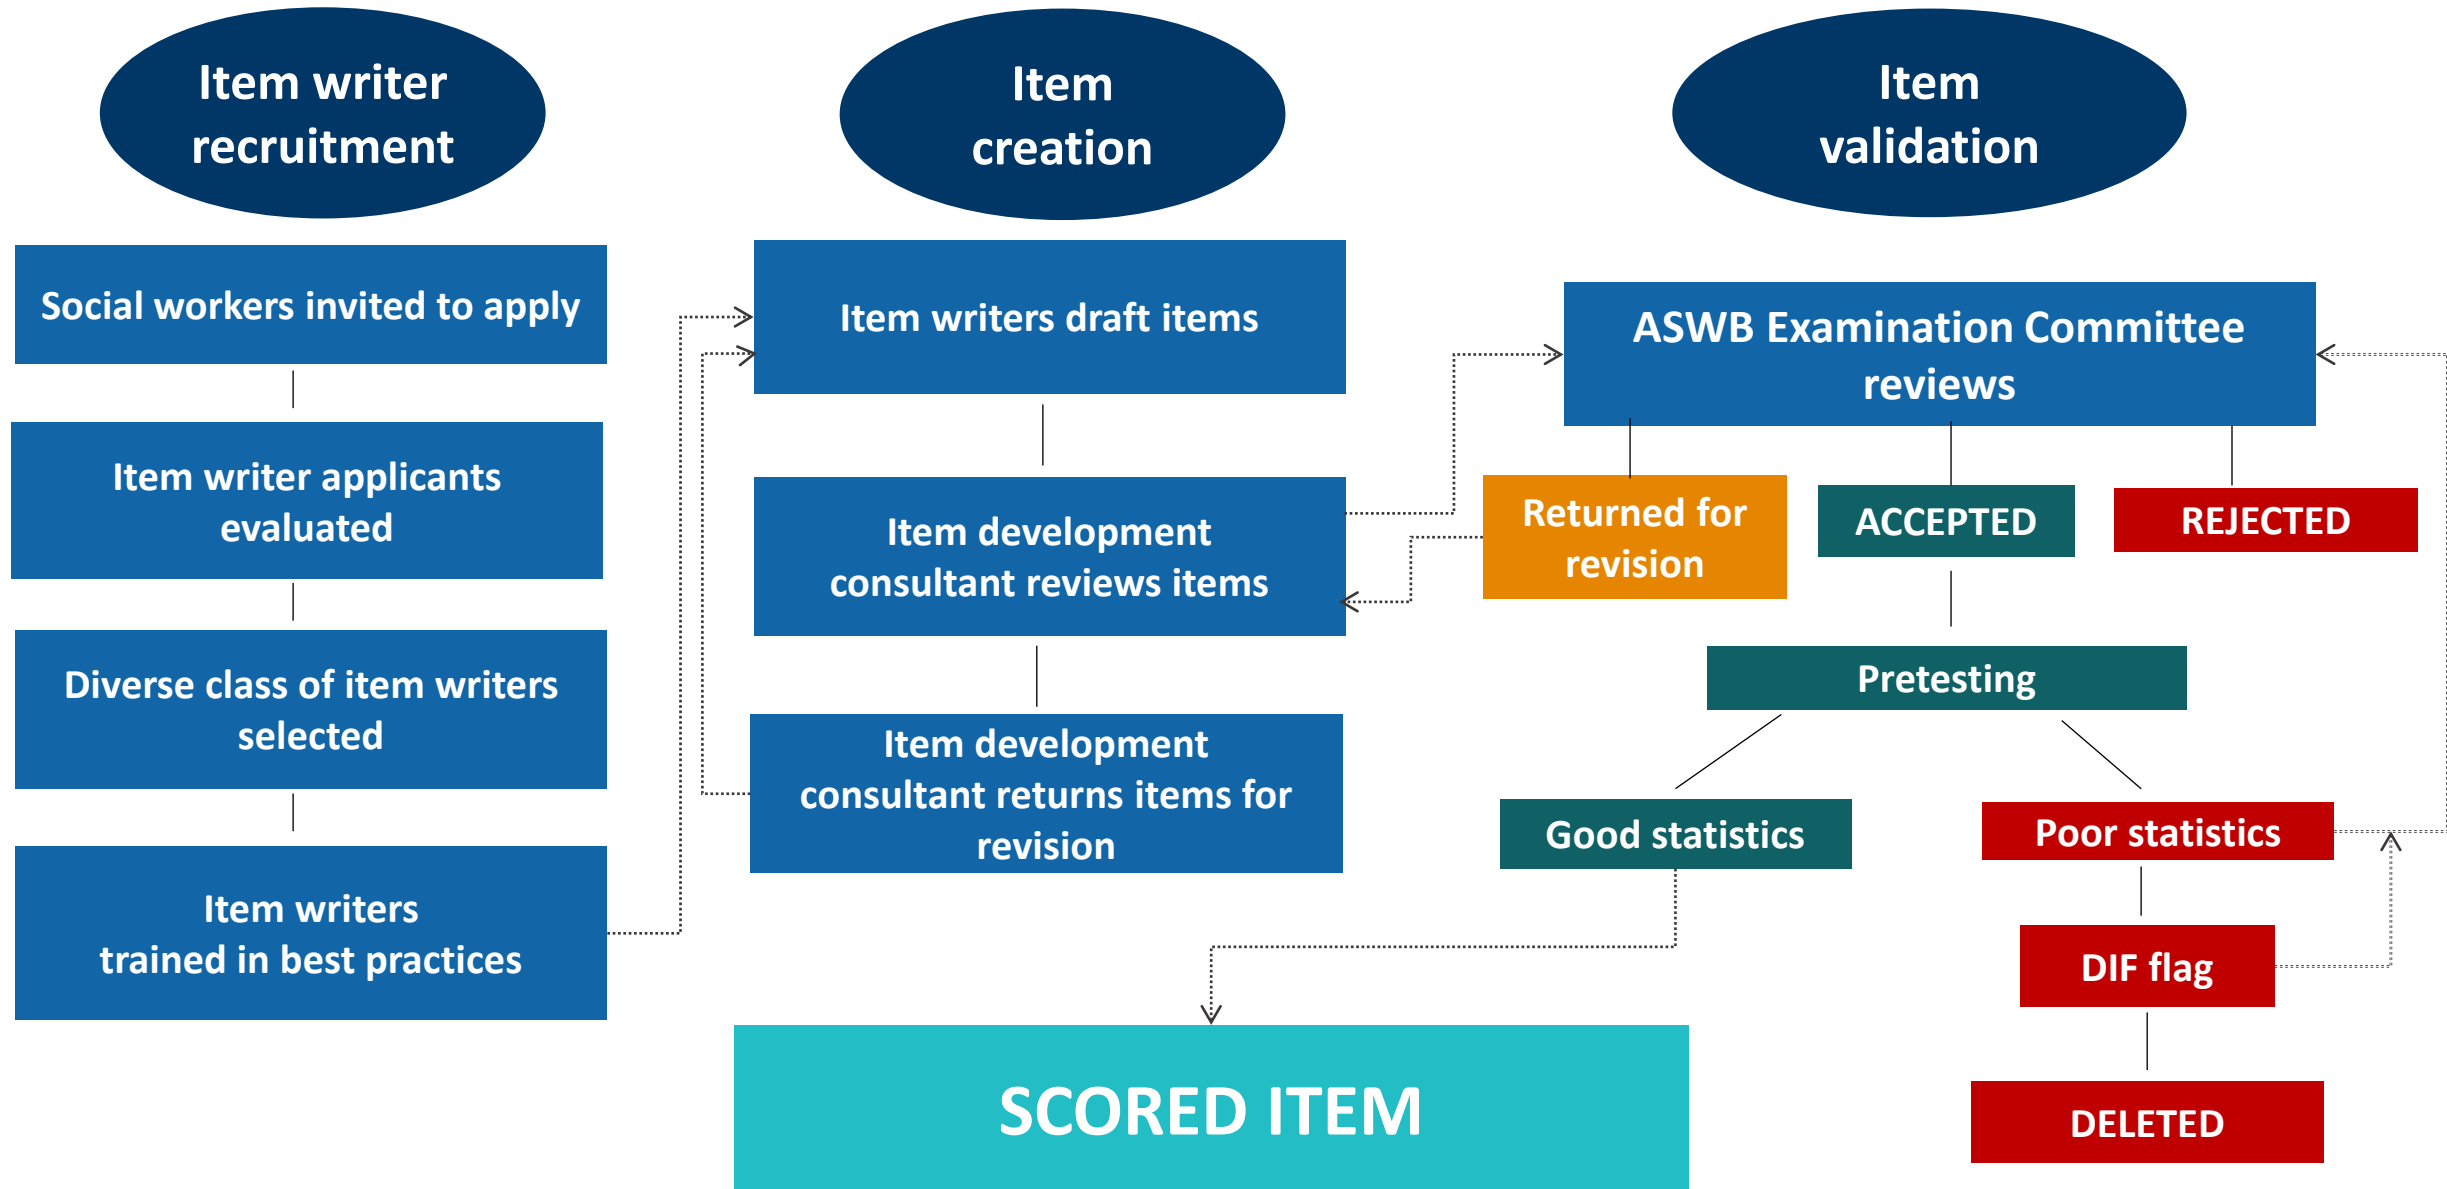 Item writer
recruitment
Social workers invited to apply
Item writer applicants
evaluated
Diverse class of item writers
selected
Item writers
trained in best practices
Item
creation
Item writers draft items
Item development
consultant reviews items
Item development
consultant returns items for
revision
Item
validation
ASWB Examination Committee
reviews
Returned for
revision
ACCEPTED
REJECTED
Pretesting
Good statistics
Poor statistics
DIF flag
DELETED
SCORED ITEM